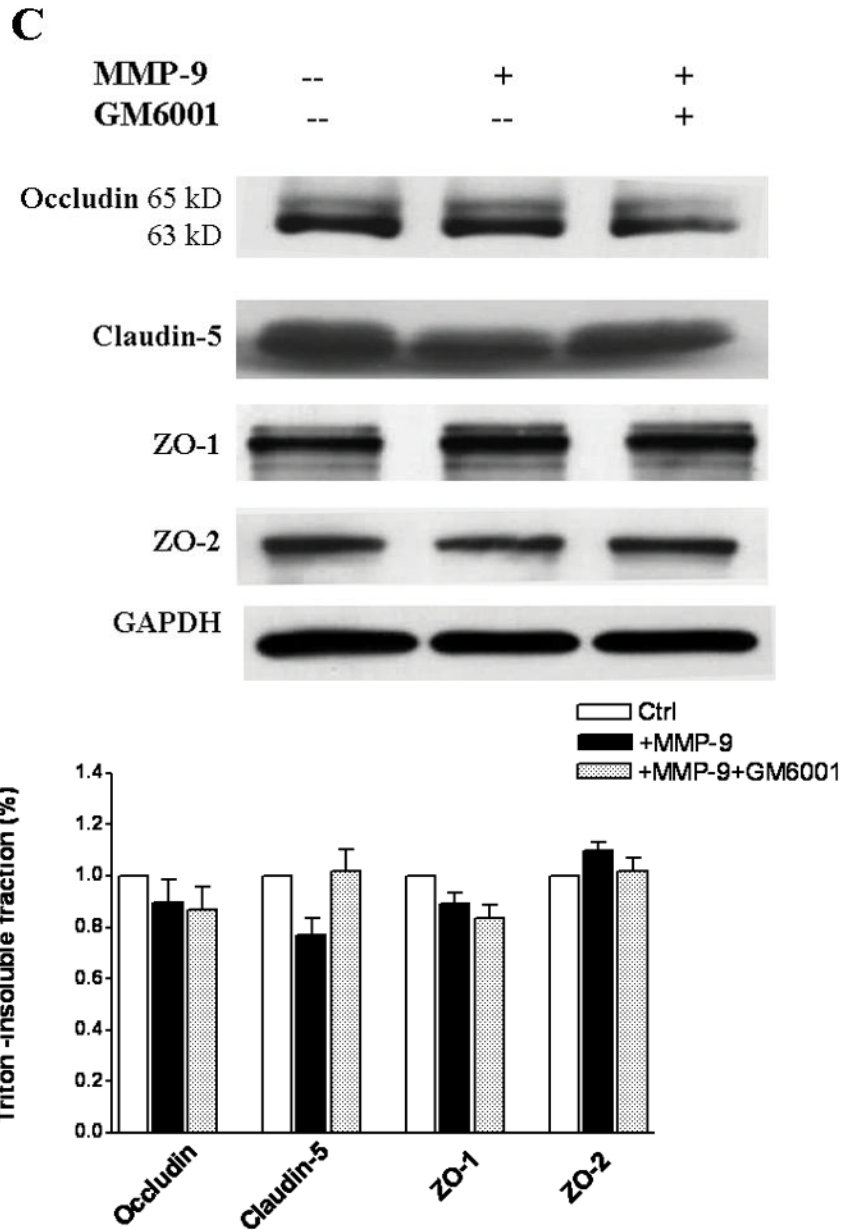 C
MMP-9 -- + +
GM6001 -- -- +
Occludin 65 kD
63 kD
Claudin-5
ZO-1
ZO-2
GAPDH
Ctrl
+MMP-9
+MMP-9+GM6001
Triton -insoluble fraction (%)
1.4
1.2
1.0
0.8
0.6
0.4
0.2
0.0
Occludin
Claudin-5
ZO-1
ZO-2